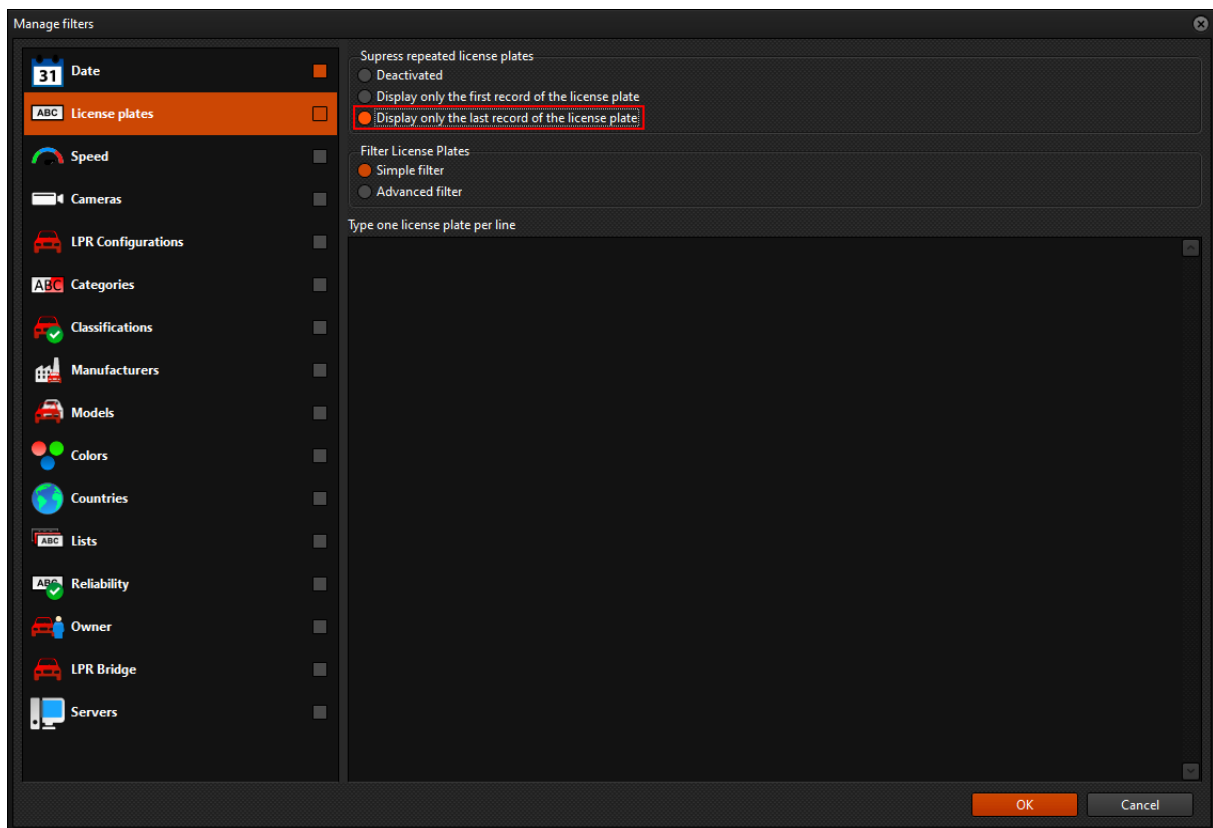 Manage filters
31 Date
ABC License plates
Speed
Cameras
LPR Configurations
ABC Categories
Classifications
Manufacturers
Models
Colors
Countries
ABC Lists
ABC Reliability
Owner
LPR Bridge
Servers
Supress repeated license plates
Deactivated
Display only the first record of the license plate
Display only the last record of the license plate
Filter License Plates
Simple filter
Advanced filter
Type one license plate per line
OK Cancel